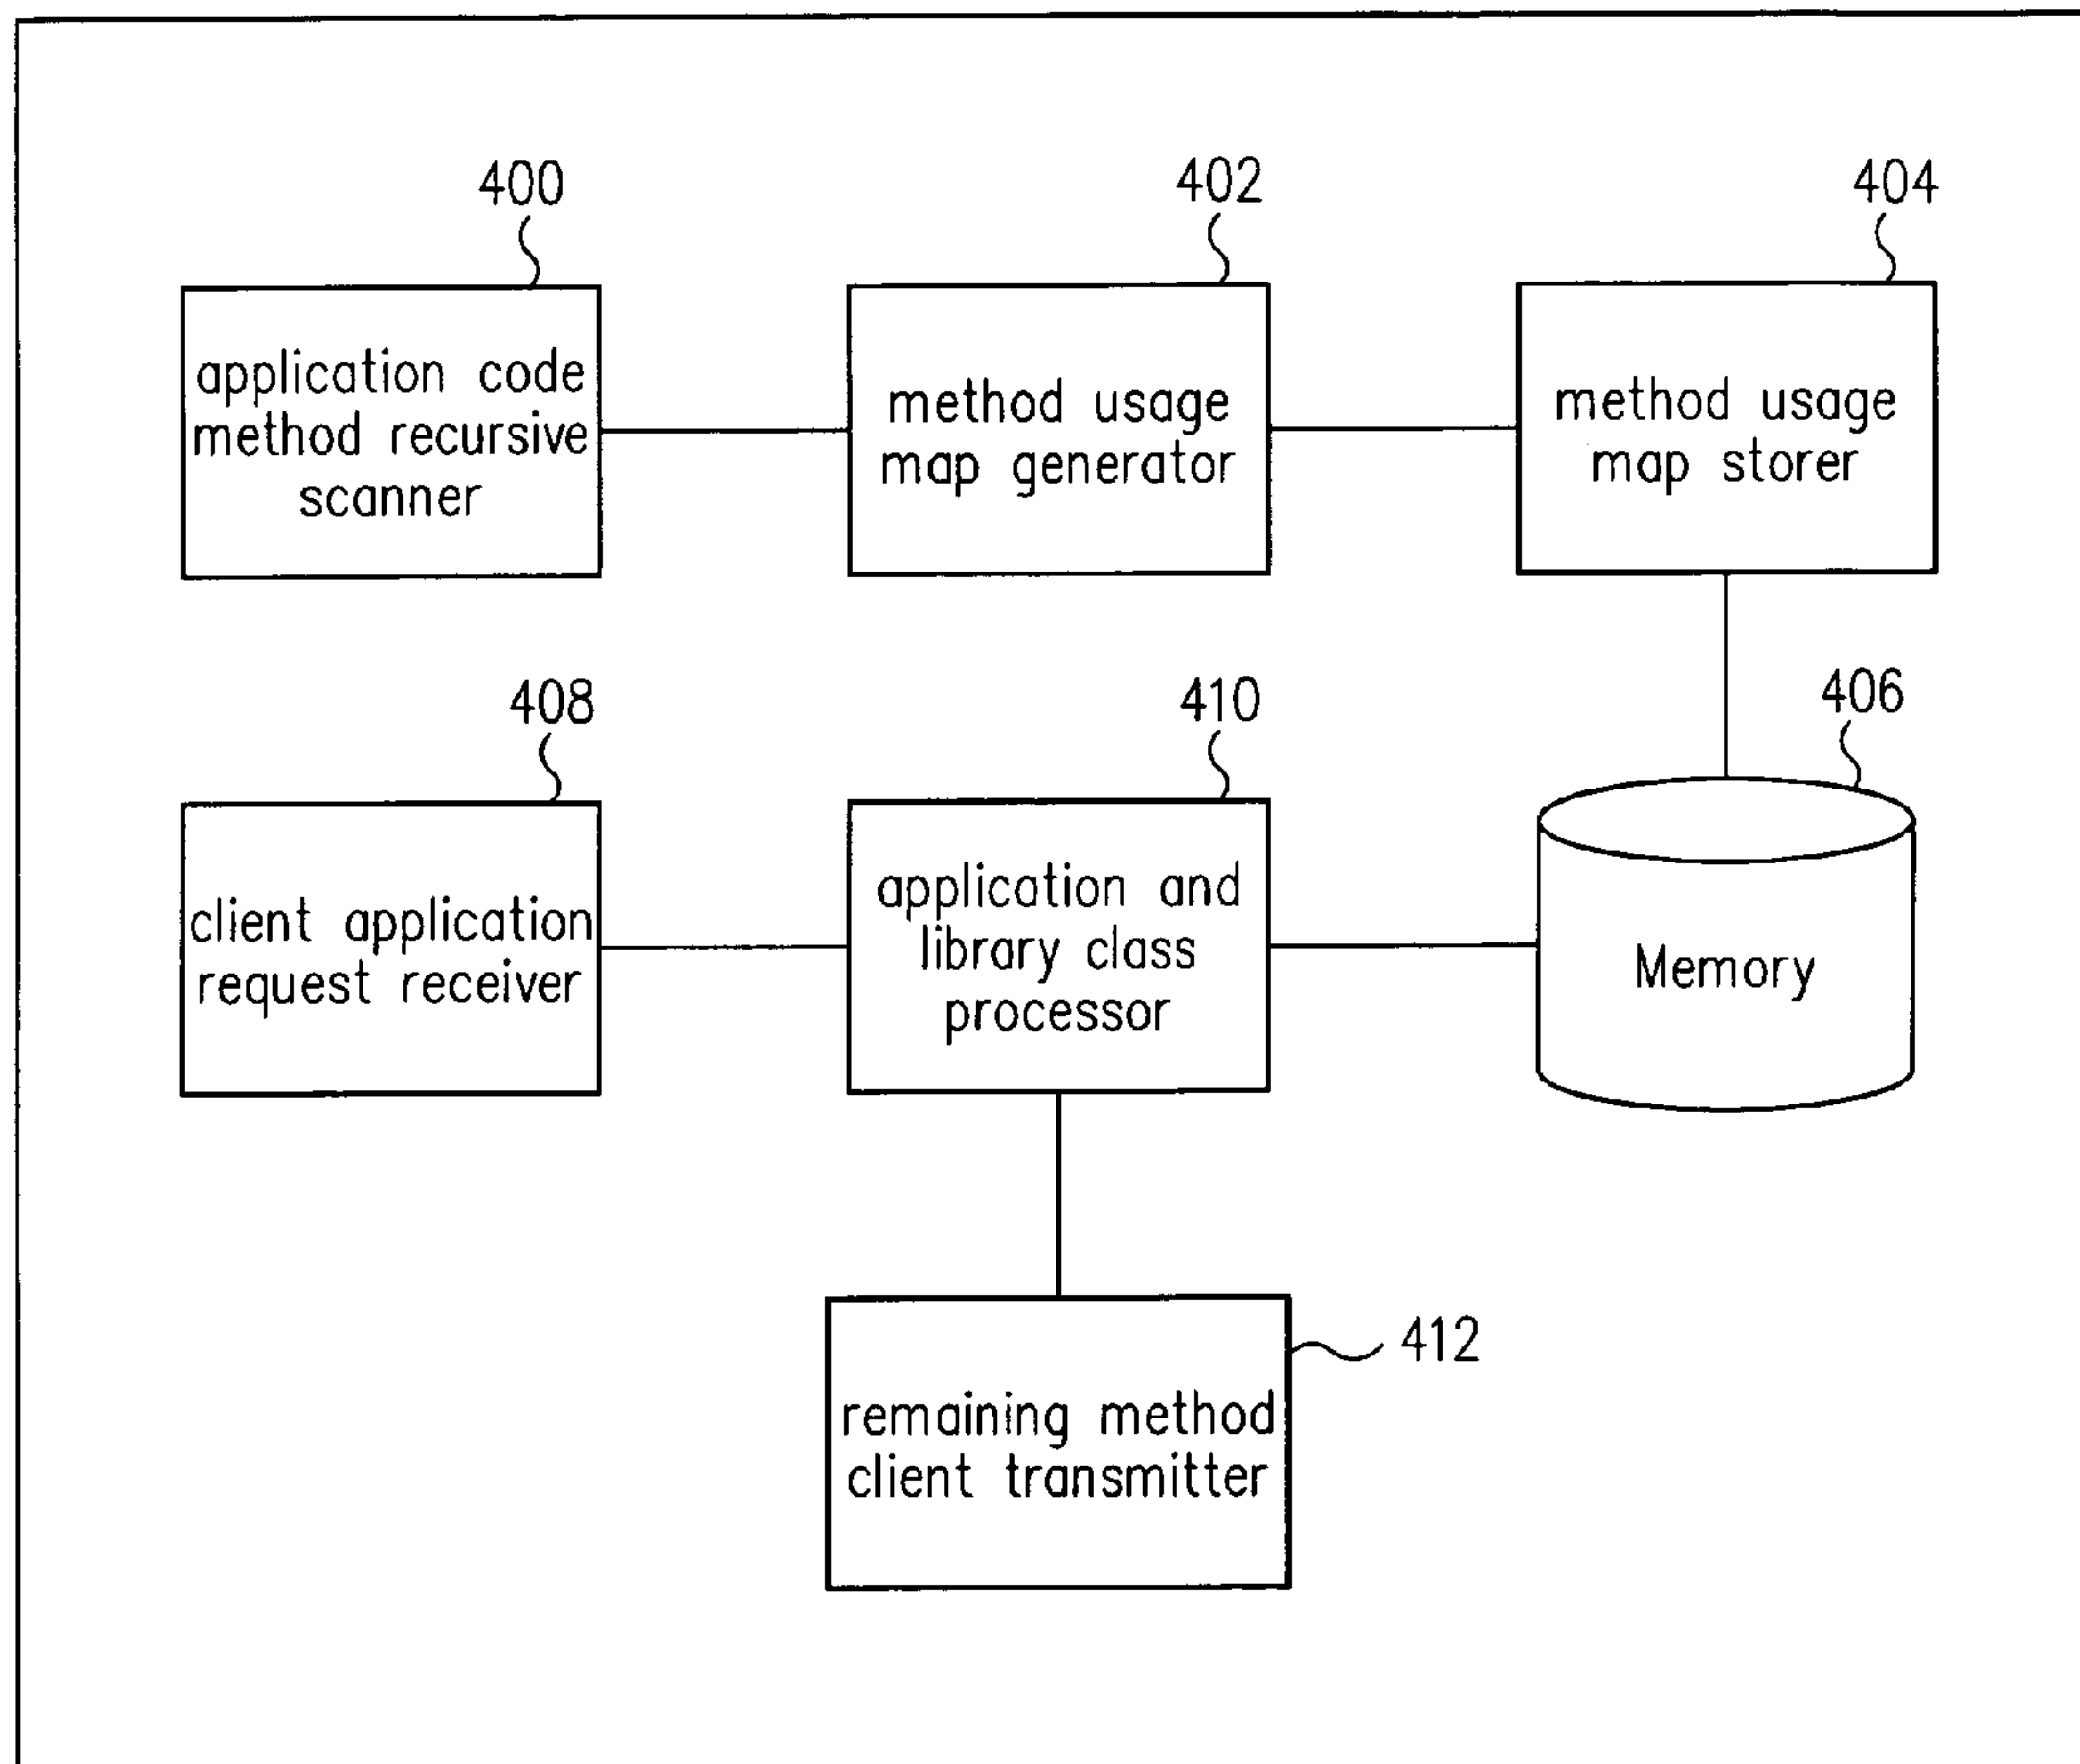 400
402
404
application code
method recursive
scanner
method usage
map generator
method usage
map storer
408
410
406
client application
request receiver
application and
library class
processor
Memory
412
remaining method
client transmitter